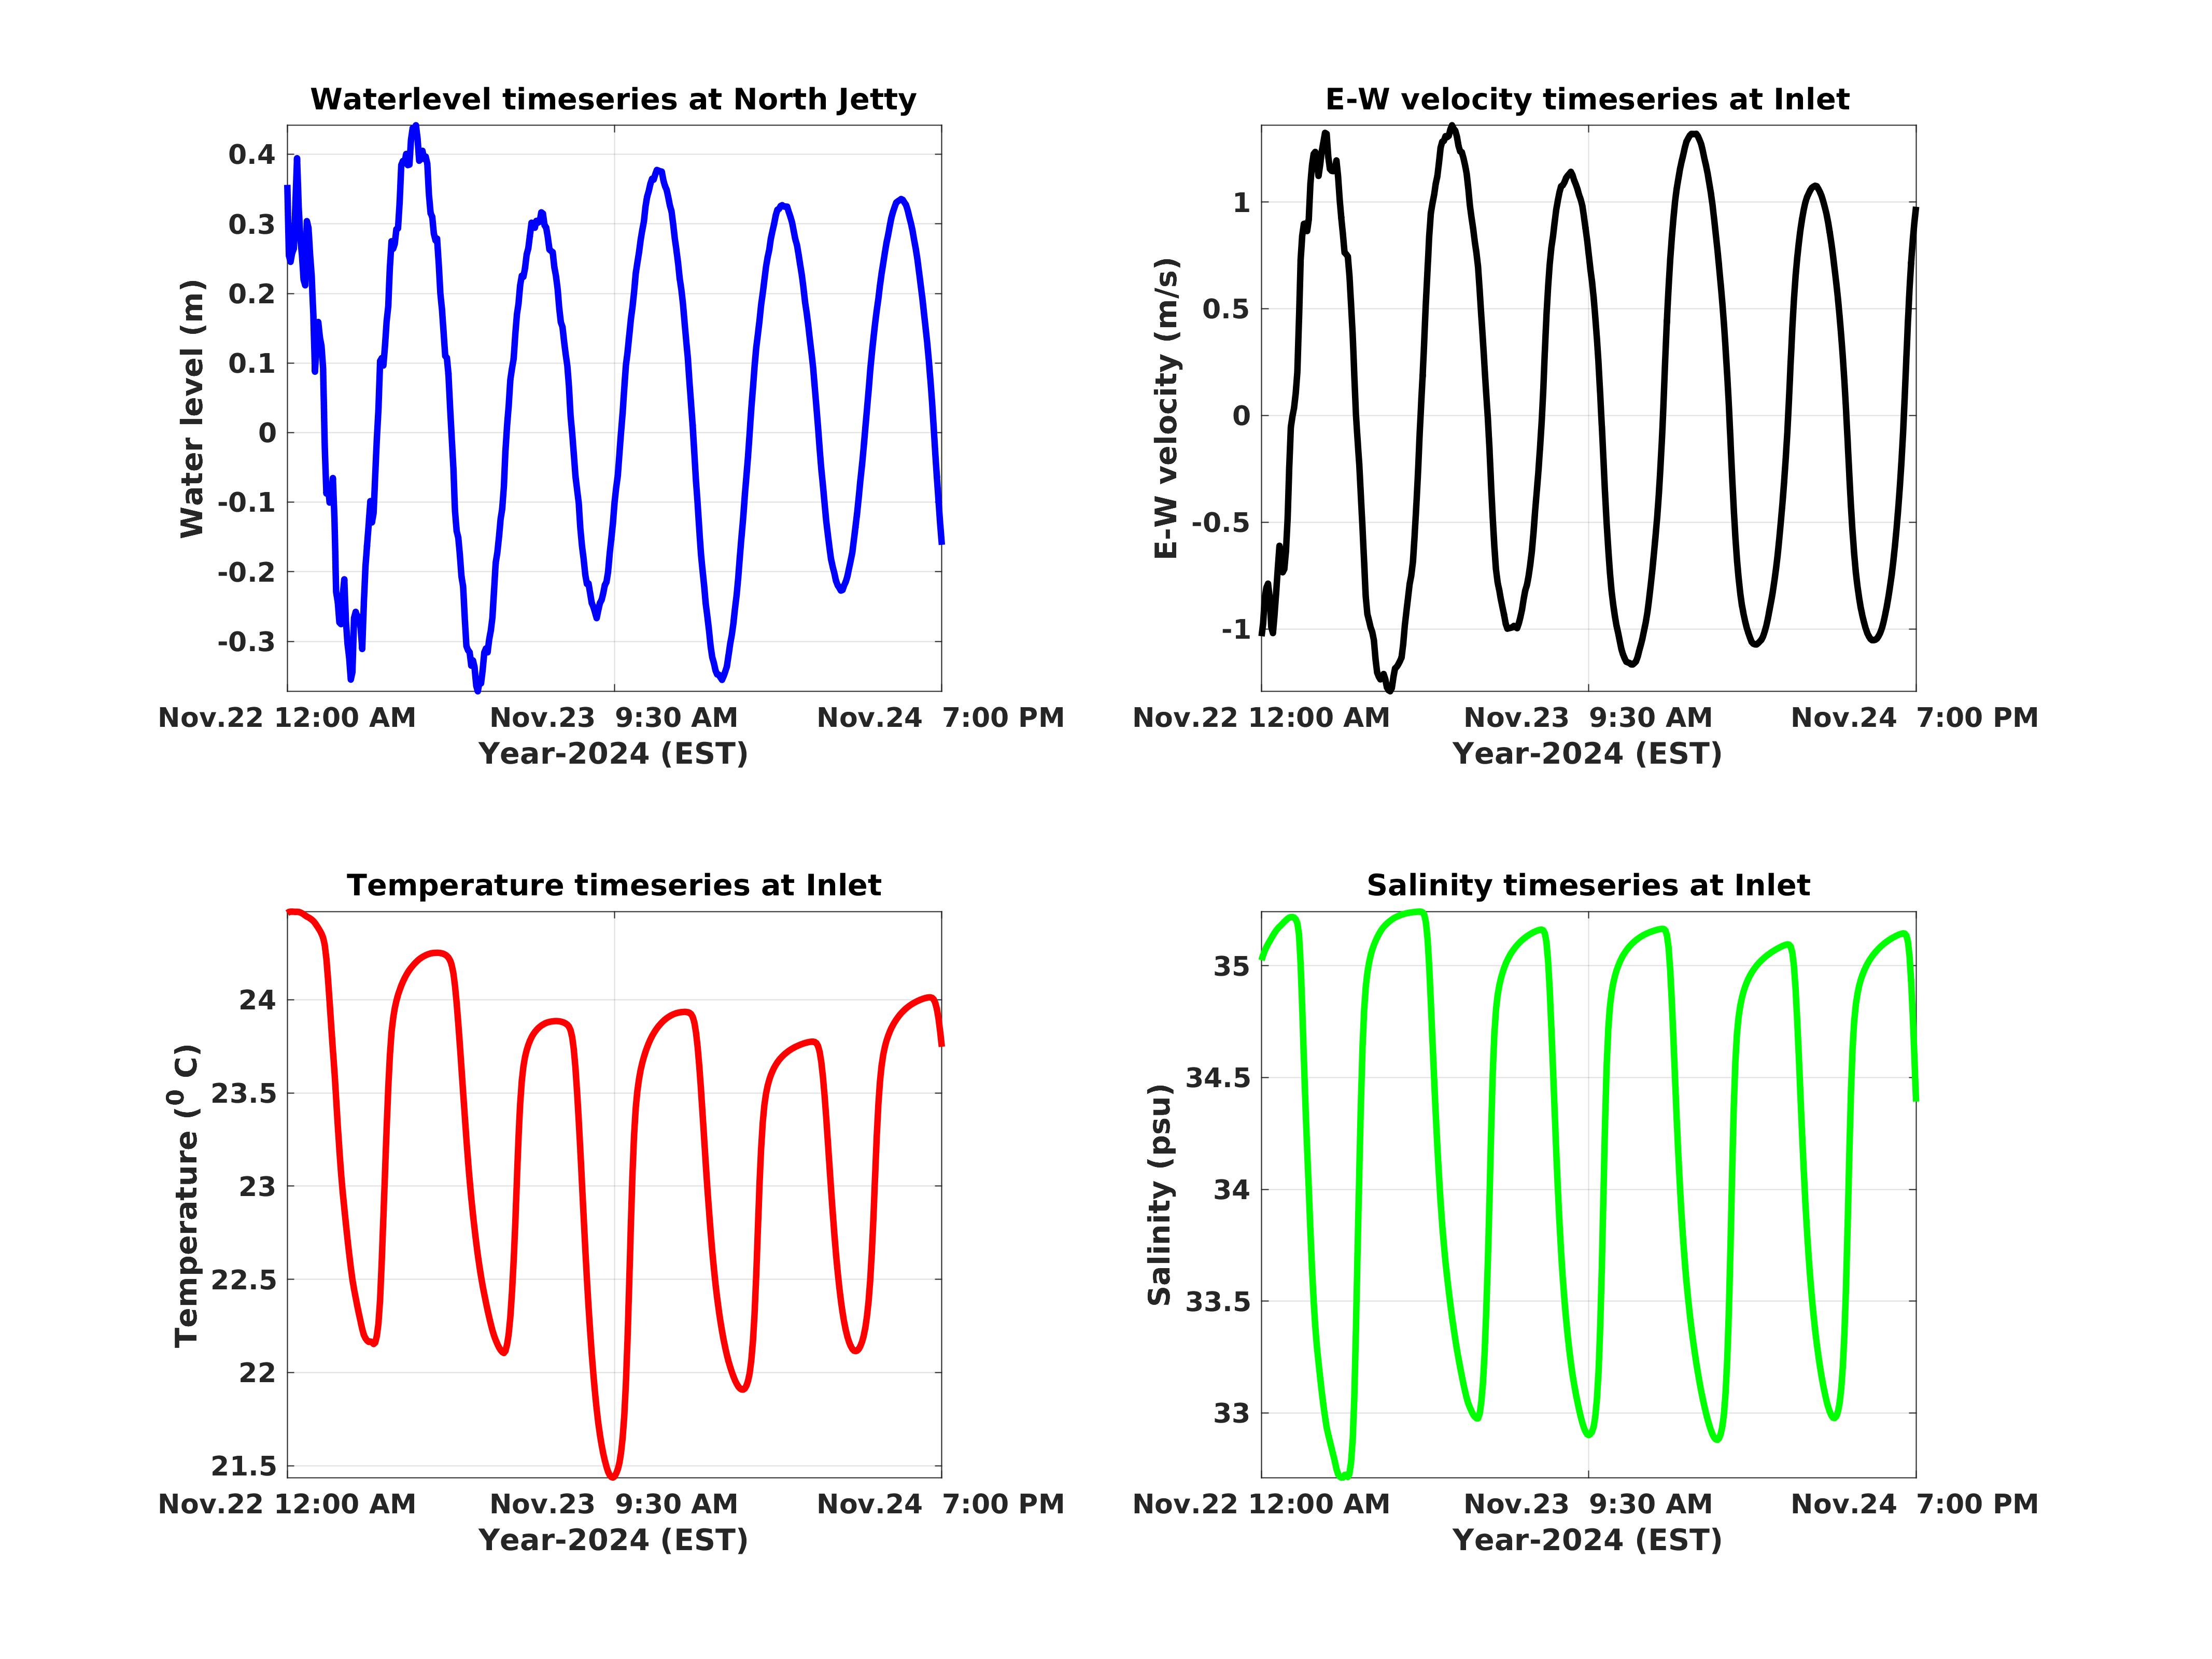 Waterlevel timeseries at North Jetty
0.4
0.3
0.2
0.1
0
-0.1
-0.2
-0.3
Water level (m)
Nov.22 12:00 AM
Nov.23 9:30 AM
Nov.24 7:00 PM
Year-2024 (EST)
E-W velocity timeseries at Inlet
1
0.5
0
-0.5
-1
E-W velocity (m/s)
Nov.22 12:00 AM
Nov.23 9:30 AM
Nov.24 7:00 PM
Year-2024 (EST)
Temperature timeseries at Inlet
24
23.5
23
22.5
22
21.5
Temperature (⁰ C)
Nov.22 12:00 AM
Nov.23 9:30 AM
Nov.24 7:00 PM
Year-2024 (EST)
Salinity timeseries at Inlet
35
34.5
34
33.5
33
Salinity (psu)
Nov.22 12:00 AM
Nov.23 9:30 AM
Nov.24 7:00 PM
Year-2024 (EST)